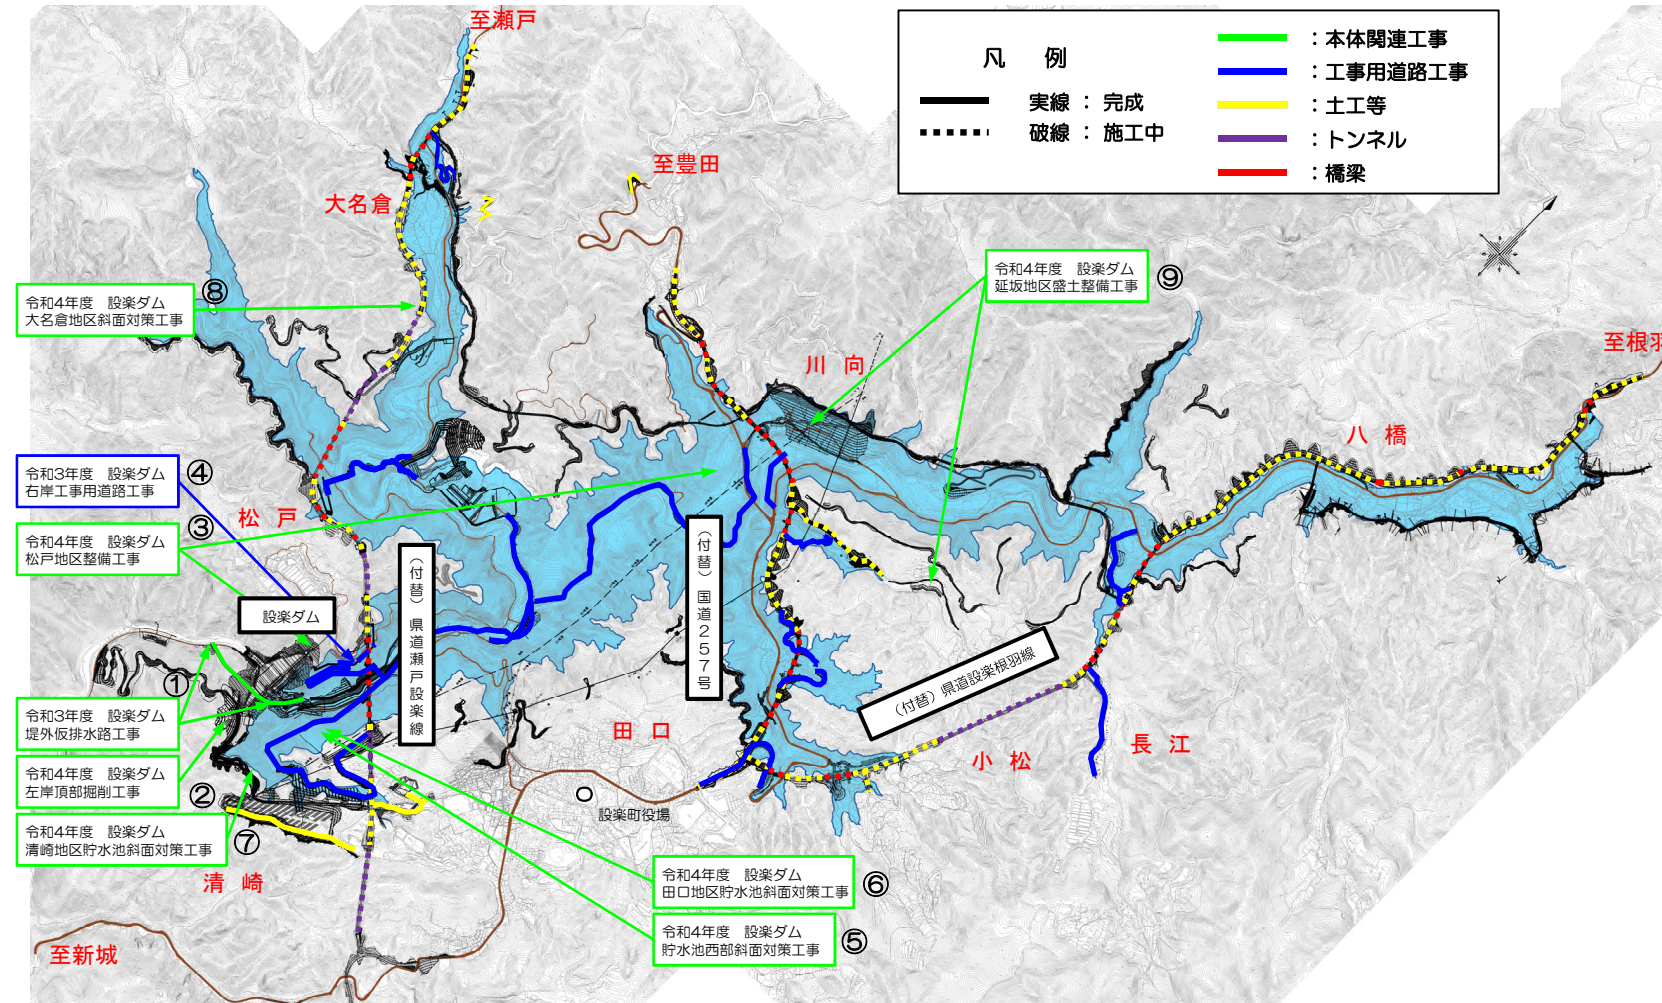 至瀬戸
凡 例
実線 ： 完成
破線 ： 施工中
：本体関連工事
：工事用道路工事
：土工等
：トンネル
：橋梁
至豊田
大名倉
令和4年度 設楽ダム
大名倉地区斜面対策工事
⑧
令和4年度 設楽ダム
延坂地区盛土整備工事
⑨
川 向
至根羽
八 橋
令和3年度 設楽ダム
右岸工事用道路工事
④
松 戸
③
令和4年度 設楽ダム
松戸地区整備工事
設楽ダム
（付替）県道瀬戸設楽線
（付替）国道257号
（付替）県道設楽根羽線
①
令和3年度 設楽ダム
堤外仮排水路工事
令和4年度 設楽ダム
左岸頂部掘削工事
②
令和4年度 設楽ダム
清崎地区貯水池斜面対策工事
⑦
清 崎
田 口
設楽町役場
小 松
長 江
令和4年度 設楽ダム
田口地区貯水池斜面対策工事
⑥
令和4年度 設楽ダム
貯水池西部斜面対策工事
⑤
至新城